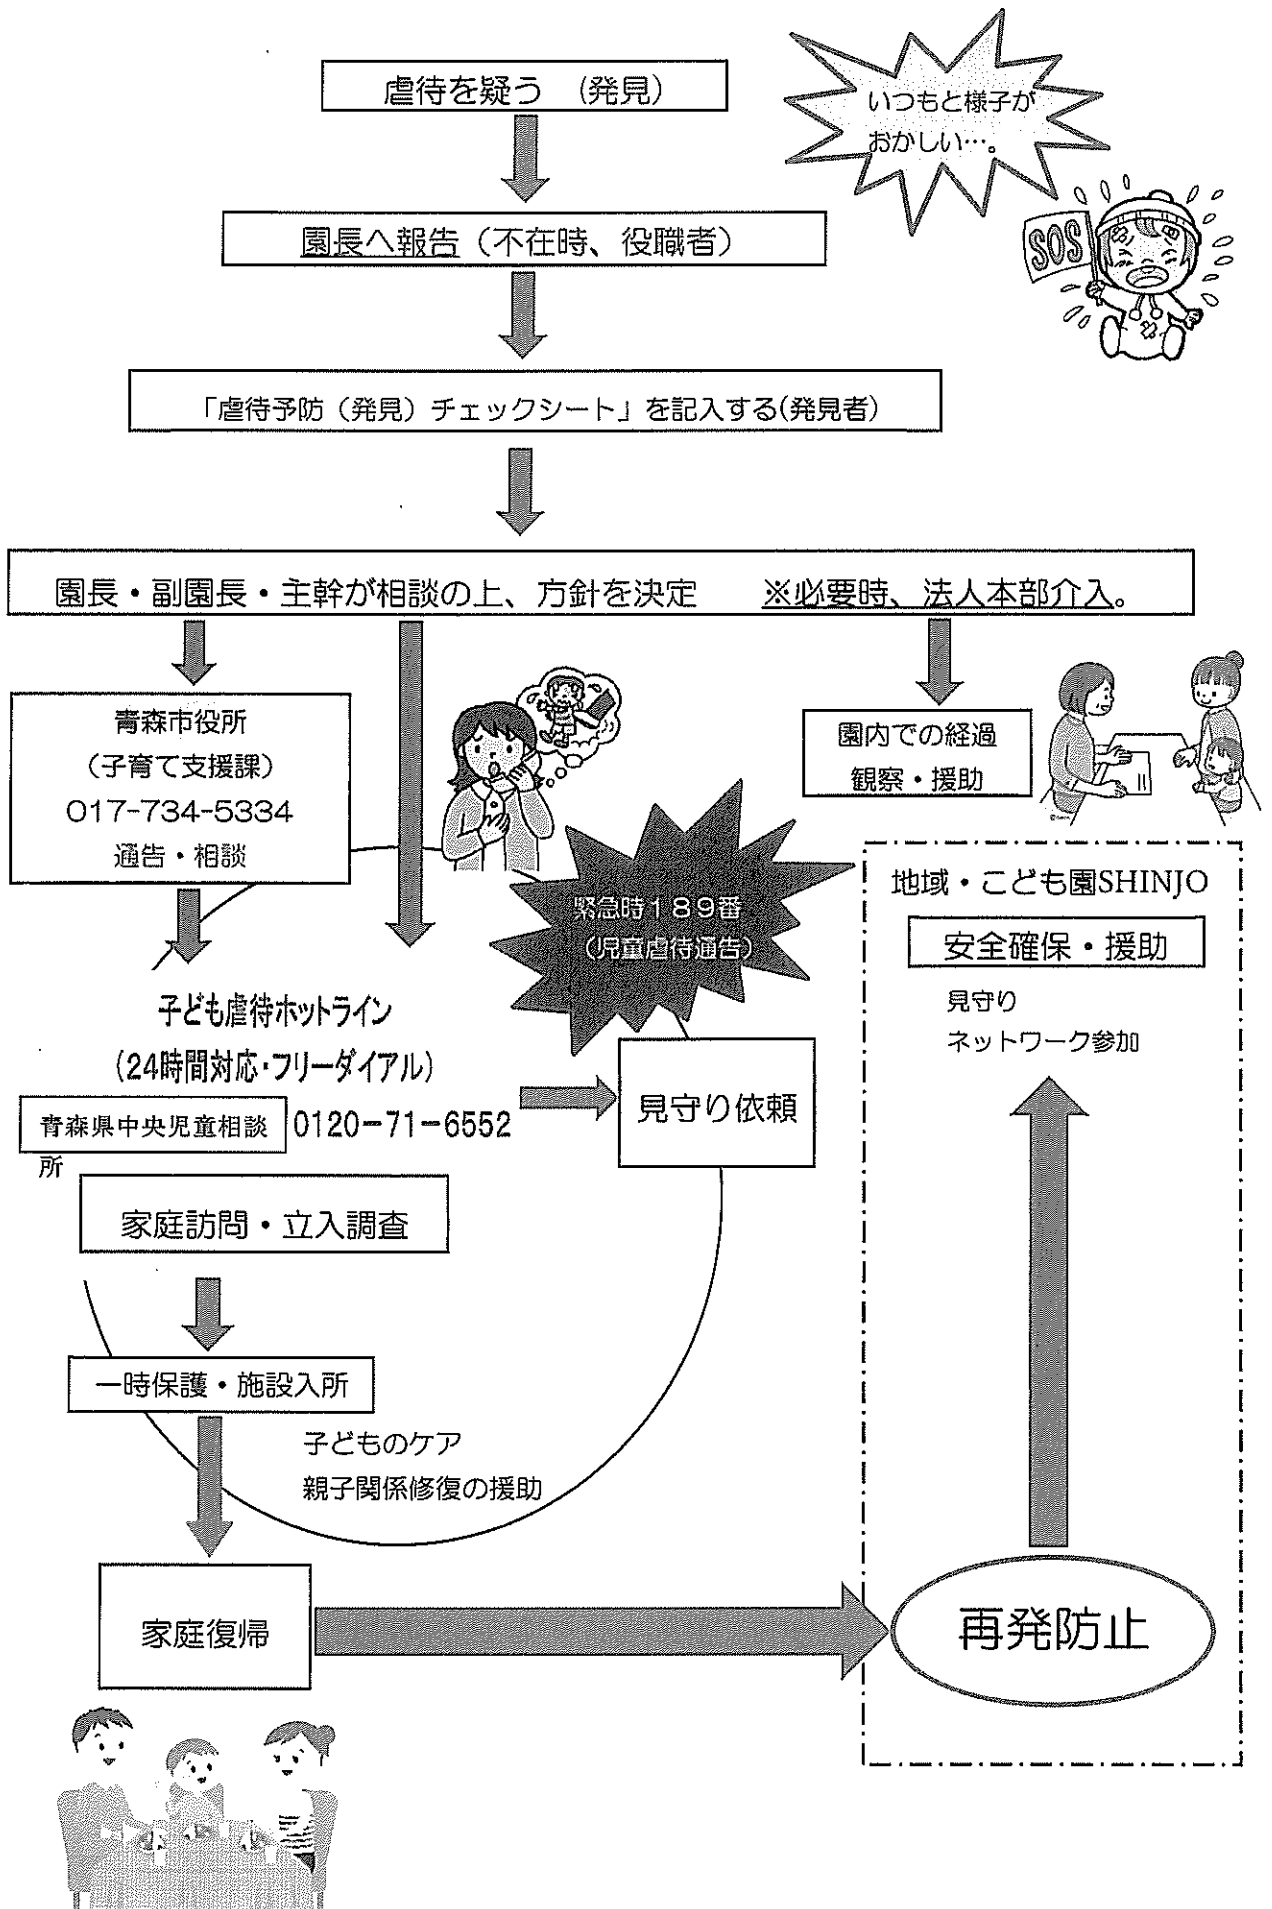 虐待を疑う (発見)
いつもと様子が
おかしい…。
SOS
園長へ報告(不在時、役職者)
「虐待予防(発見)チェックシート」を記入する(発見者)
園長・副園長・主幹が相談の上、方針を決定 ※必要時、法人本部介入。
青森市役所
(子育て支援課)
017-734-5334
通告・相談
園内での経過
観察・援助
緊急時189番
(児童虐待通告)
子ども虐待ホットライン
(24時間対応・フリーダイアル)
青森県中央児童相談
所
0120-71-6552
見守り依頼
家庭訪問・立入調査
一時保護・施設入所
子どものケア
親子関係修復の援助
家庭復帰
地域・こども園SHINJO
安全確保・援助
見守り
ネットワーク参加
再発防止